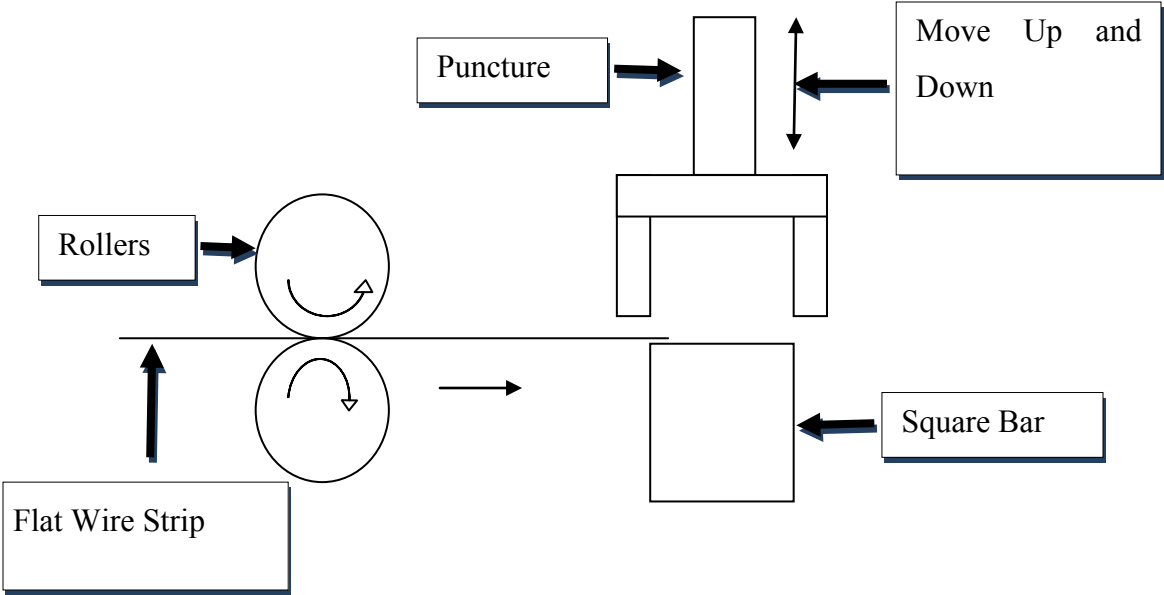 Puncture
Move Up and
Down
Rollers
Square Bar
Flat Wire Strip